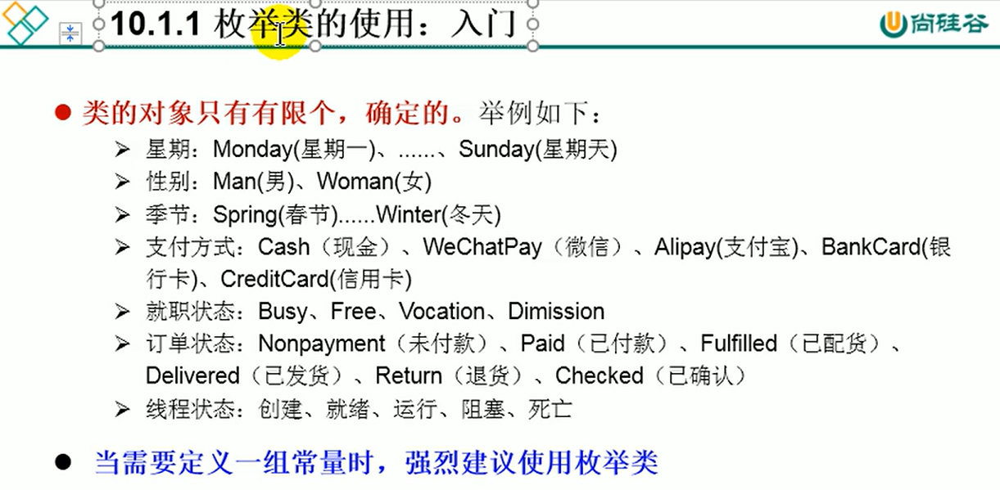 10.1.1 枚举类的使用：入门
尚硅谷
类的对象只有有限个，确定的。举例如下：
星期：Monday(星期一)、......、Sunday(星期天)
性别：Man(男)、Woman(女)
季节：Spring(春节)......Winter(冬天)
支付方式：Cash（现金）、WeChatPay（微信）、Alipay(支付宝)、BankCard(银
行卡)、CreditCard(信用卡)
就职状态：Busy、Free、Vocation、Dimission
订单状态：Nonpayment（未付款）、Paid（已付款）、Fulfilled（已配货）、
Delivered（已发货）、Return（退货）、Checked（已确认）
线程状态：创建、就绪、运行、阻塞、死亡
当需要定义一组常量时，强烈建议使用枚举类